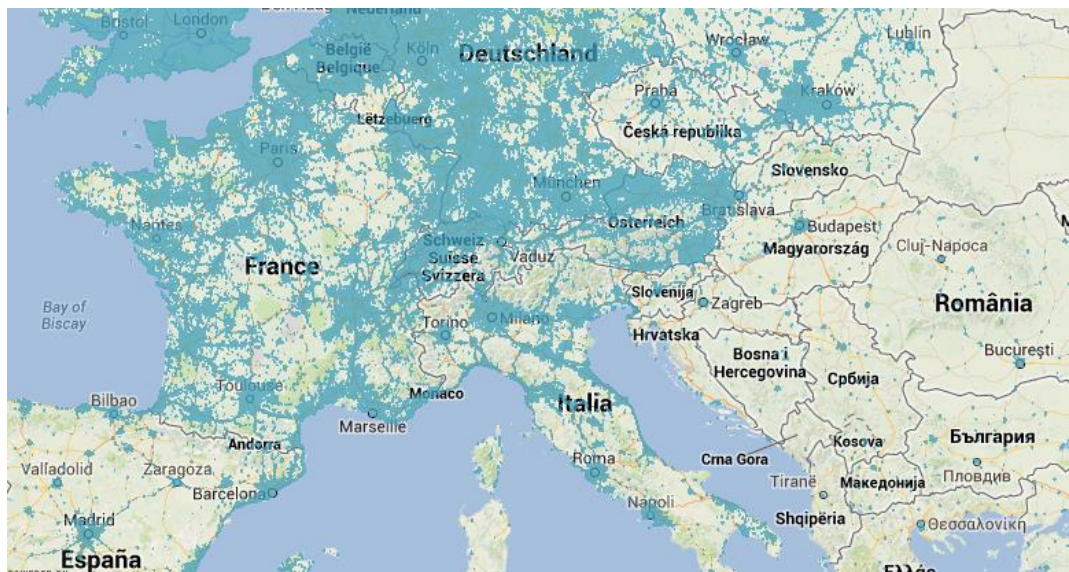 Bristol
London
Nederland
België
Belgique
Köln
Deutschland
Wrocław
Lublin
Praha
Kraków
Lëtzebuerg
Česká republika
Paris
Slovensko
München
Österreich
Bratislava
Budapest
Nantes
Schweiz
Suisse
Svizzera
Vaduz
Magyarország
Cluj-Napoca
France
Slovenija
Zagreb
România
Bay of
Biscay
Torino
Milano
Hrvatska
Bosna i
Hercegovina
Србија
București
Toulouse
Monaco
Italia
Bilbao
Marseille
Andorra
Kosova
България
Crna Gora
Valladolid
Zaragoza
Roma
Tiranë
Македонија
Пловдив
Barcelona
Napoli
Madrid
Shqipëria
Θεσσαλονίκη
España